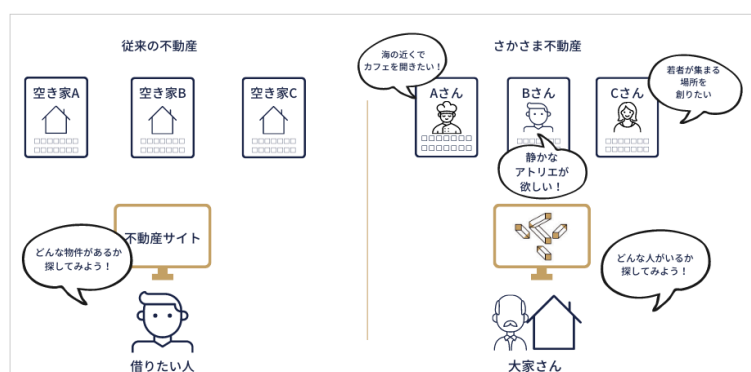 従来の不動産
空き家A
空き家B
空き家C
不動産サイト
どんな物件があるか
探してみよう！
借りたい人
さかさま不動産
海の近くで
カフェを開きたい！
Aさん
Bさん
Cさん
若者が集まる
場所を
創りたい
静かな
アトリエが
欲しい！
どんな人がいるか
探してみよう！
大家さん